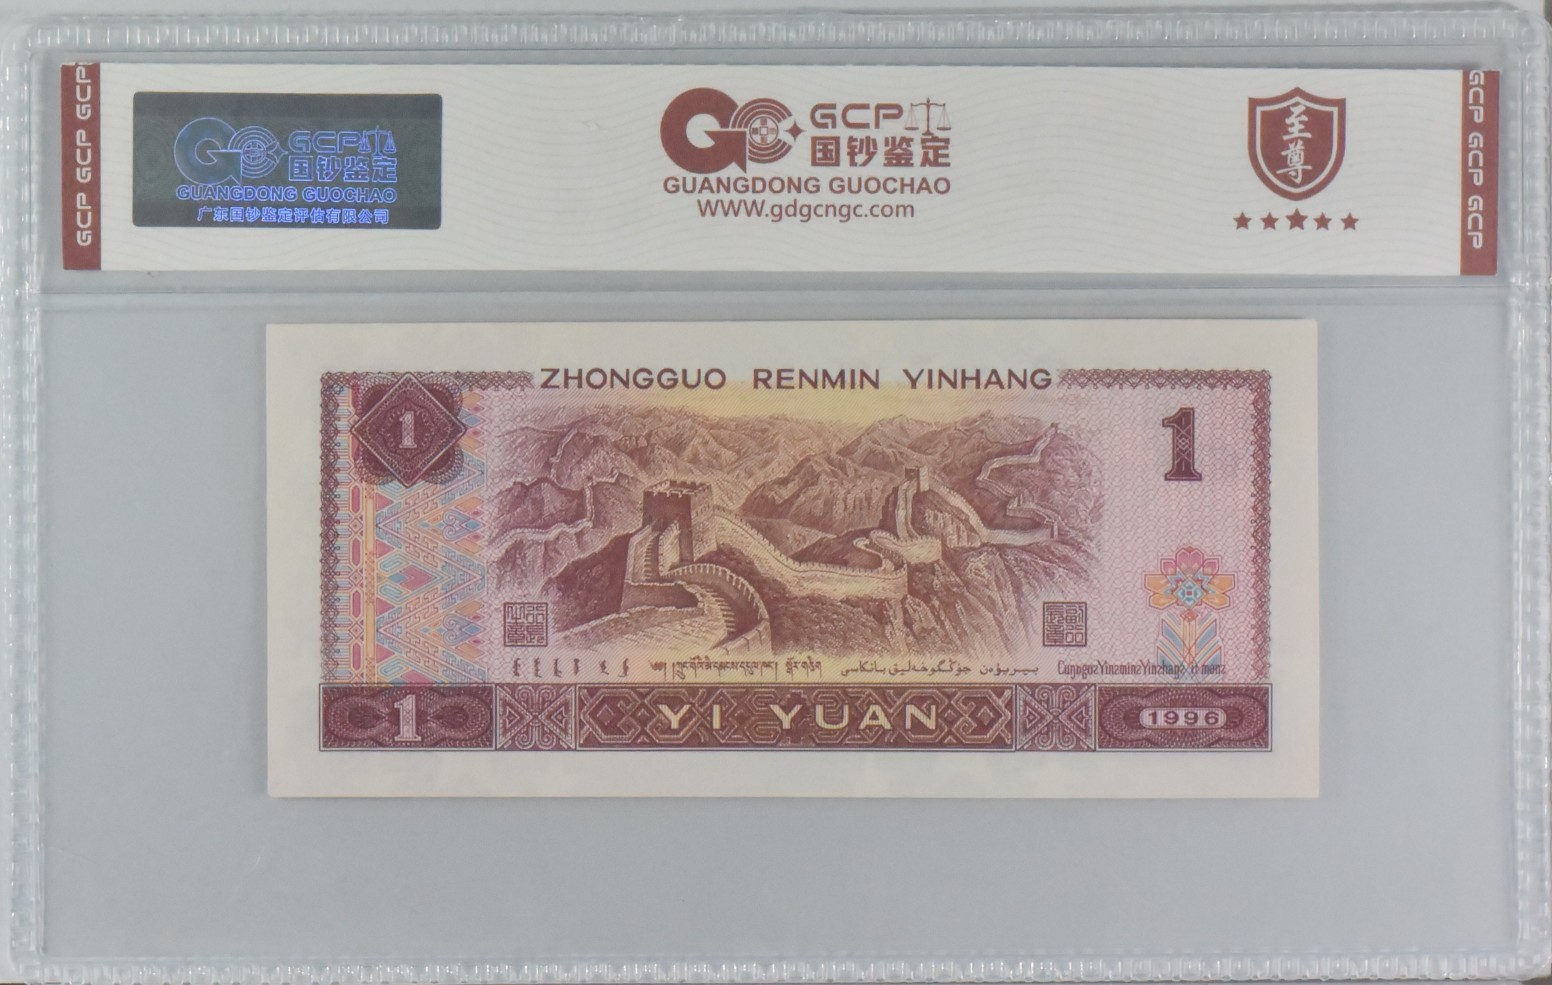 GCP GCP GCP
GCP
国钞鉴定
GUANGDONG GUOCHAO
广东国钞鉴定评估有限公司
GCP
国钞鉴定
GUANGDONG GUOCHAO
WWW.gdgcngc.com
至尊
GCP GCP GCP
ZHONGGUO RENMIN YINHANG
1
1
YI YUAN
1
1996